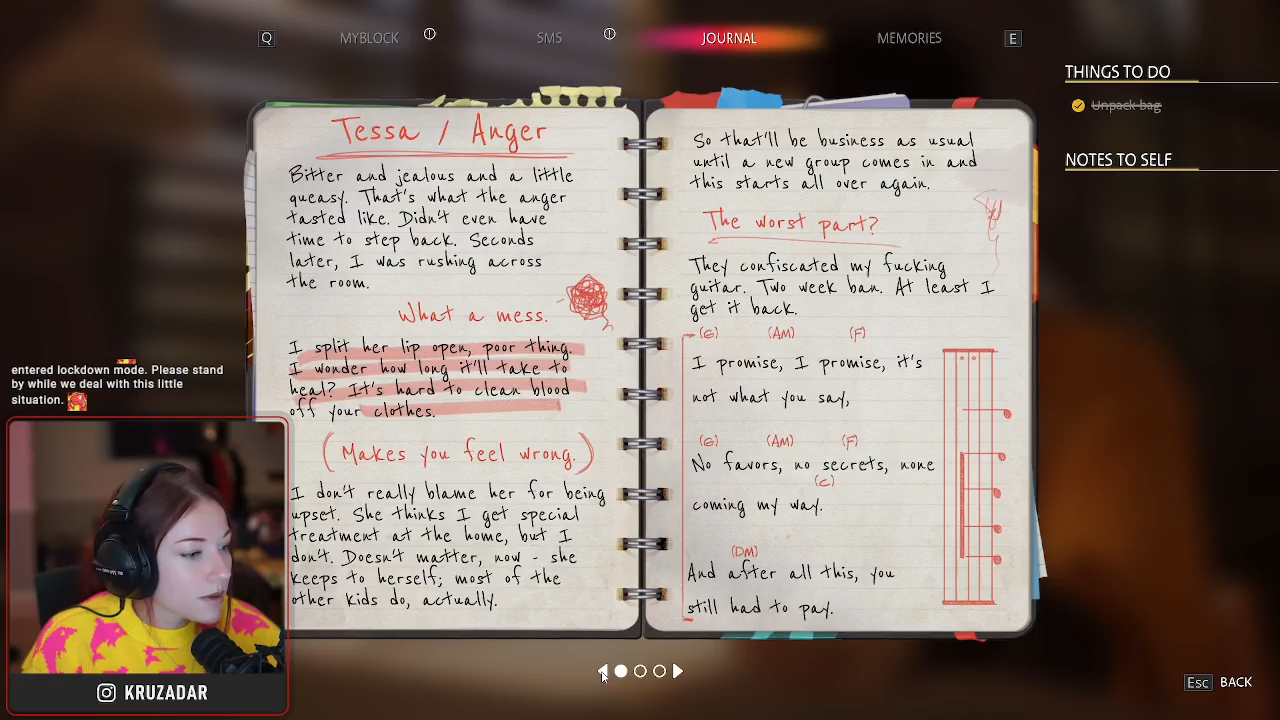 Q
MYBLOCK
SMS
JOURNAL
MEMORIES
E
THINGS TO DO
Unpack bag
NOTES TO SELF
Tessa / Anger
Bitter and jealous and a little
queasy. That's what the anger
tasted like. Didn't even have
time to step back. Seconds
later, I was rushing across
the room.
What a mess.
I split her lip open, poor thing.
I wonder how long it'll take to
heal? It's hard to clean blood
off your clothes.
(Makes you feel wrong.)
I don't really blame her for being
upset. She thinks I get special
treatment at the home, but I
don't. Doesn't matter, now - she
keeps to herself; most of the
other kids do, actually.
So that'll be business as usual
until a new group comes in and
this starts all over again.
The worst part?
They confiscated my fucking
guitar. Two week ban. At least I
get it back.
(G) (AM) (F)
I promise, I promise, it's
not what you say,
(G) (AM) (F)
No favors, no secrets, none
(C)
coming my way.
(DM)
And after all this, you
still had to pay.
entered lockdown mode. Please stand
by while we deal with this little
situation.
KRUZADAR
Esc BACK